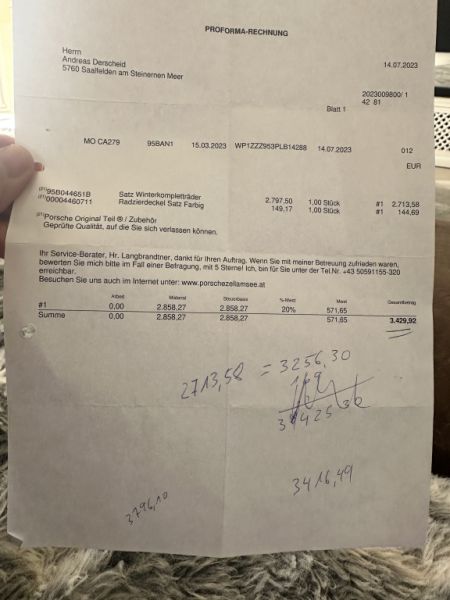 PROFORMA-RECHNUNG
Herrn
Andreas Derscheid
5760 Saalfelden am Steinernen Meer
14.07.2023
2023009800/ 1
42 81
Blatt 1
MO CA279 95BAN1 15.03.2023 WP1ZZZ953PLB14288 14.07.2023 012
EUR
95B044651B Satz Winterkompletträder 2.797,50 1,00 Stück #1 2.713,58
00004460711 Radzierdeckel Satz Farbig 149,17 1,00 Stück #1 144,69
Porsche Original Teil ® / Zubehör
Geprüfte Qualität, auf die Sie sich verlassen können.
Ihr Service-Berater, Hr. Langbrandtner, dankt für Ihren Auftrag. Wenn Sie mit meiner Betreuung zufrieden waren,
bewerten Sie mich bitte im Fall einer Befragung, mit 5 Sterne! Ich, bin für Sie unter der Tel.Nr. +43 50591155-320
erreichbar.
Besuchen Sie uns auch im Internet unter: www.porschezellamsee.at
Arbeit Material Steuerbasis %-Mwst Mwst Gesamtbetrag
#1 0,00 2.858,27 2.858,27 20% 571,65
Summe 0,00 2.858,27 2.858,27 571,65 3.429,92
2713,58 = 3256,30
3416,49
3796,10